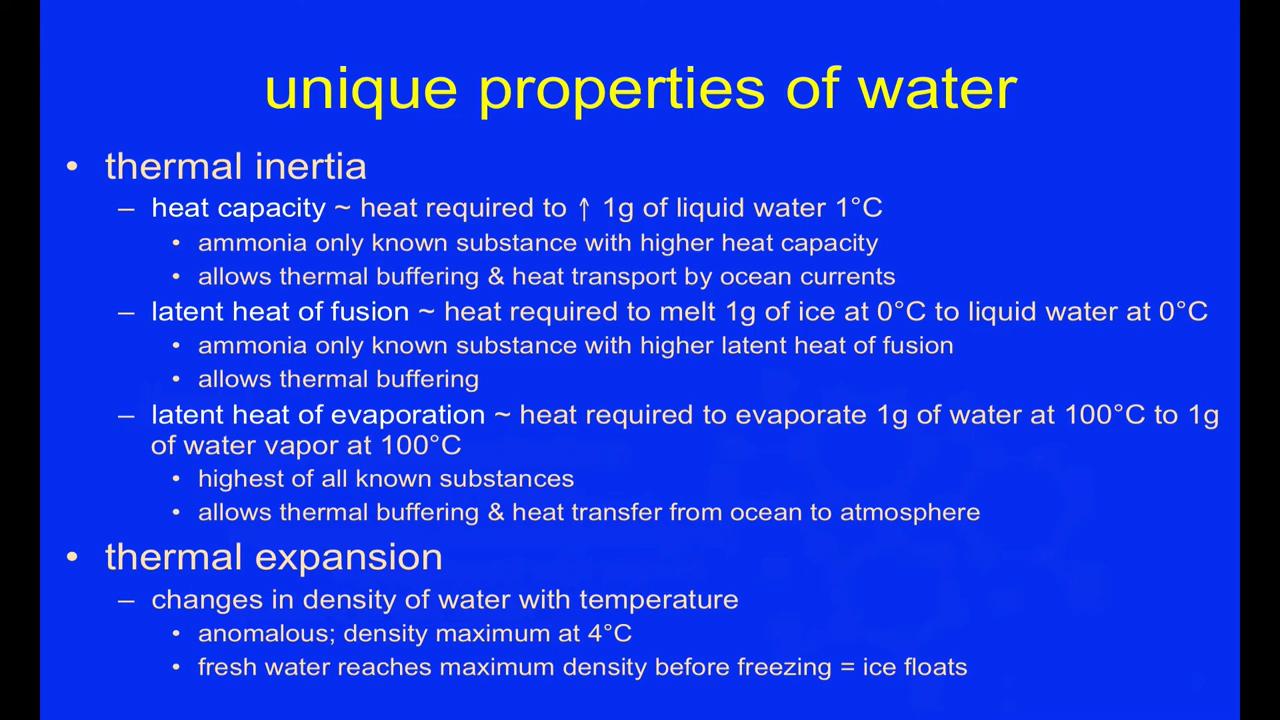 unique properties of water
• thermal inertia
– heat capacity ~ heat required to ↑ 1g of liquid water 1°C
• ammonia only known substance with higher heat capacity
• allows thermal buffering & heat transport by ocean currents
– latent heat of fusion ~ heat required to melt 1g of ice at 0°C to liquid water at 0°C
• ammonia only known substance with higher latent heat of fusion
• allows thermal buffering
– latent heat of evaporation ~ heat required to evaporate 1g of water at 100°C to 1g
of water vapor at 100°C
• highest of all known substances
• allows thermal buffering & heat transfer from ocean to atmosphere
• thermal expansion
– changes in density of water with temperature
• anomalous; density maximum at 4°C
• fresh water reaches maximum density before freezing = ice floats